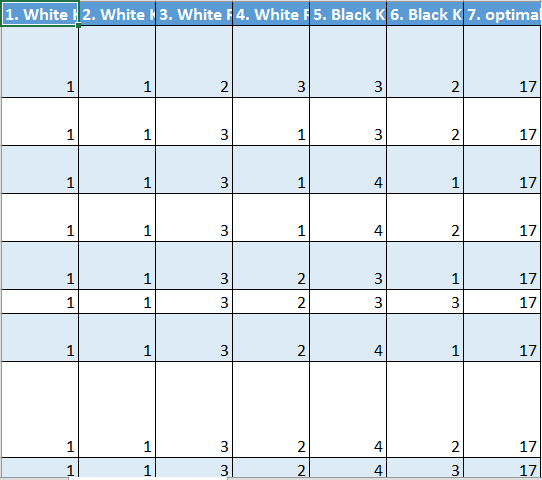 1. White K 2. White K 3. White R 4. White R 5. Black K 6. Black K 7. optimal
1 1 2 3 3 2 17
1 1 3 1 3 2 17
1 1 3 1 4 1 17
1 1 3 1 4 2 17
1 1 3 2 3 1 17
1 1 3 2 3 3 17
1 1 3 2 4 1 17
1 1 3 2 4 2 17
1 1 3 2 4 3 17